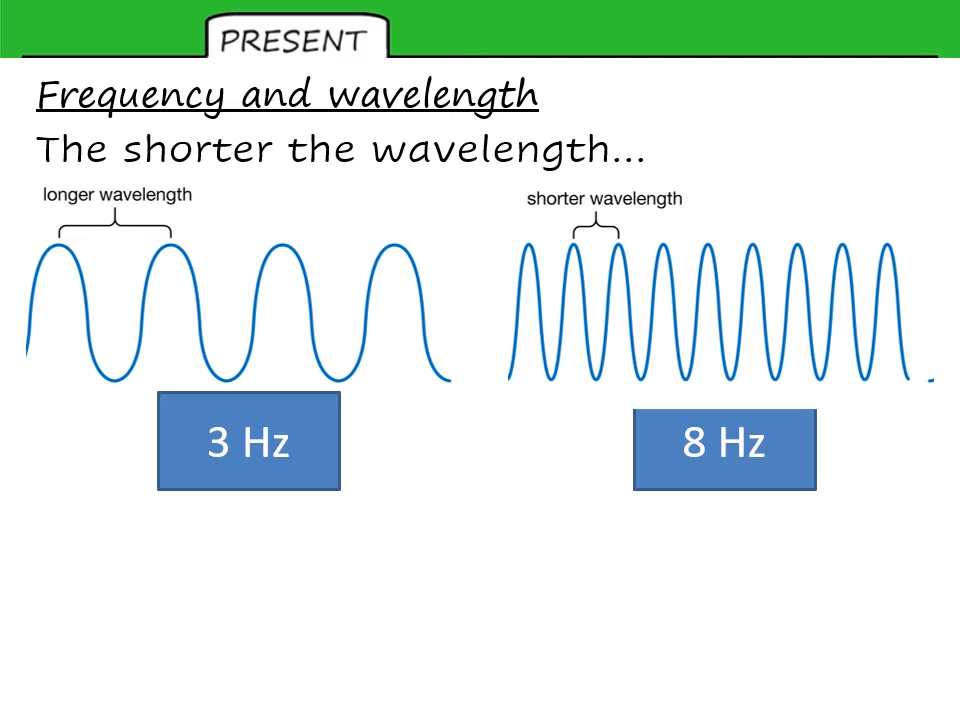 PRESENT
Frequency and wavelength
The shorter the wavelength...
longer wavelength
shorter wavelength
3 Hz
8 Hz